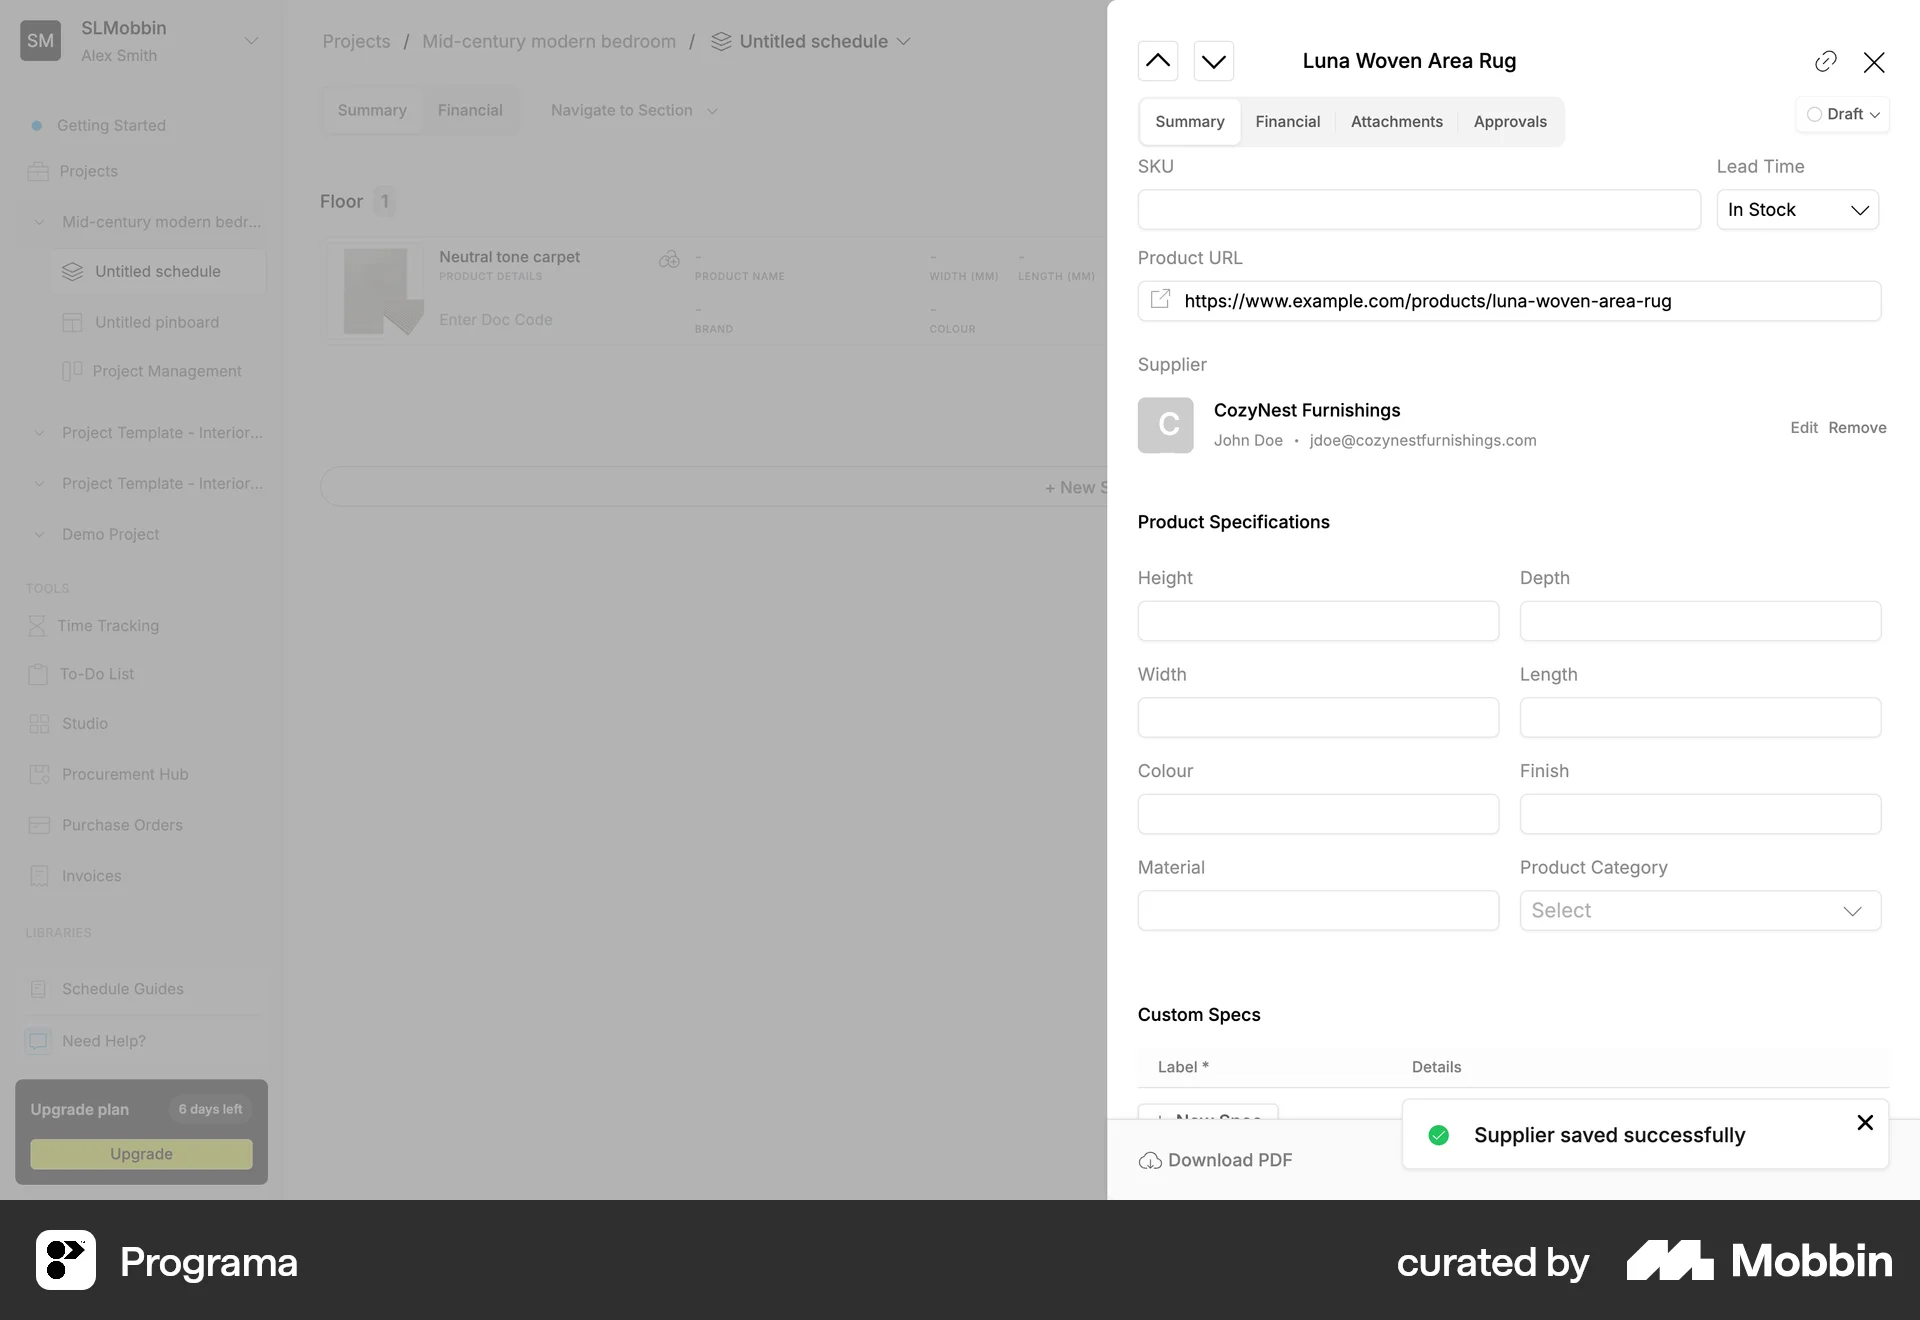 SM
SLMobbin
Alex Smith
Getting Started
Projects
Mid-century modern bedr...
Untitled schedule
Untitled pinboard
Project Management
Project Template - Interior...
Project Template - Interior...
Demo Project
TOOLS
Time Tracking
To-Do List
Studio
Procurement Hub
Purchase Orders
Invoices
LIBRARIES
Schedule Guides
Need Help?
Upgrade plan
6 days left
Upgrade
Projects / Mid-century modern bedroom / Untitled schedule
Summary Financial Navigate to Section
Floor 1
Neutral tone carpet
PRODUCT DETAILS
Enter Doc Code
-
PRODUCT NAME
-
WIDTH (MM)
-
LENGTH (MM)
-
BRAND
-
COLOUR
+ New S
Luna Woven Area Rug
Summary Financial Attachments Approvals
Draft
SKU
Lead Time
In Stock
Product URL
https://www.example.com/products/luna-woven-area-rug
Supplier
C
CozyNest Furnishings
John Doe • jdoe@cozynestfurnishings.com
Edit Remove
Product Specifications
Height
Depth
Width
Length
Colour
Finish
Material
Product Category
Select
Custom Specs
Label * Details
+ New Spec
Download PDF
Supplier saved successfully
Programa
curated by Mobbin